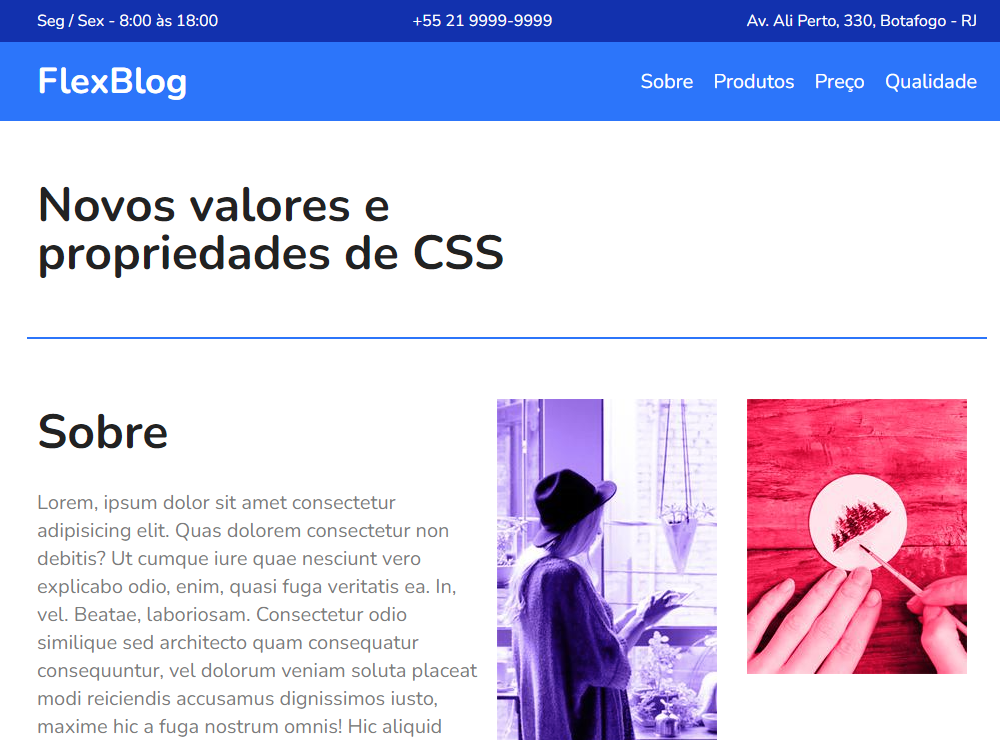 Seg / Sex - 8:00 às 18:00
+55 21 9999-9999
Av. Ali Perto, 330, Botafogo - RJ
FlexBlog
Sobre
Produtos
Preço
Qualidade
Novos valores e
propriedades de CSS
Sobre
Lorem, ipsum dolor sit amet consectetur
adipisicing elit. Quas dolorem consectetur non
debitis? Ut cumque iure quae nesciunt vero
explicabo odio, enim, quasi fuga veritatis ea. In,
vel. Beatae, laboriosam. Consectetur odio
similique sed architecto quam consequatur
consequuntur, vel dolorum veniam soluta placeat
modi reiciendis accusamus dignissimos iusto,
maxime hic a fuga nostrum omnis! Hic aliquid